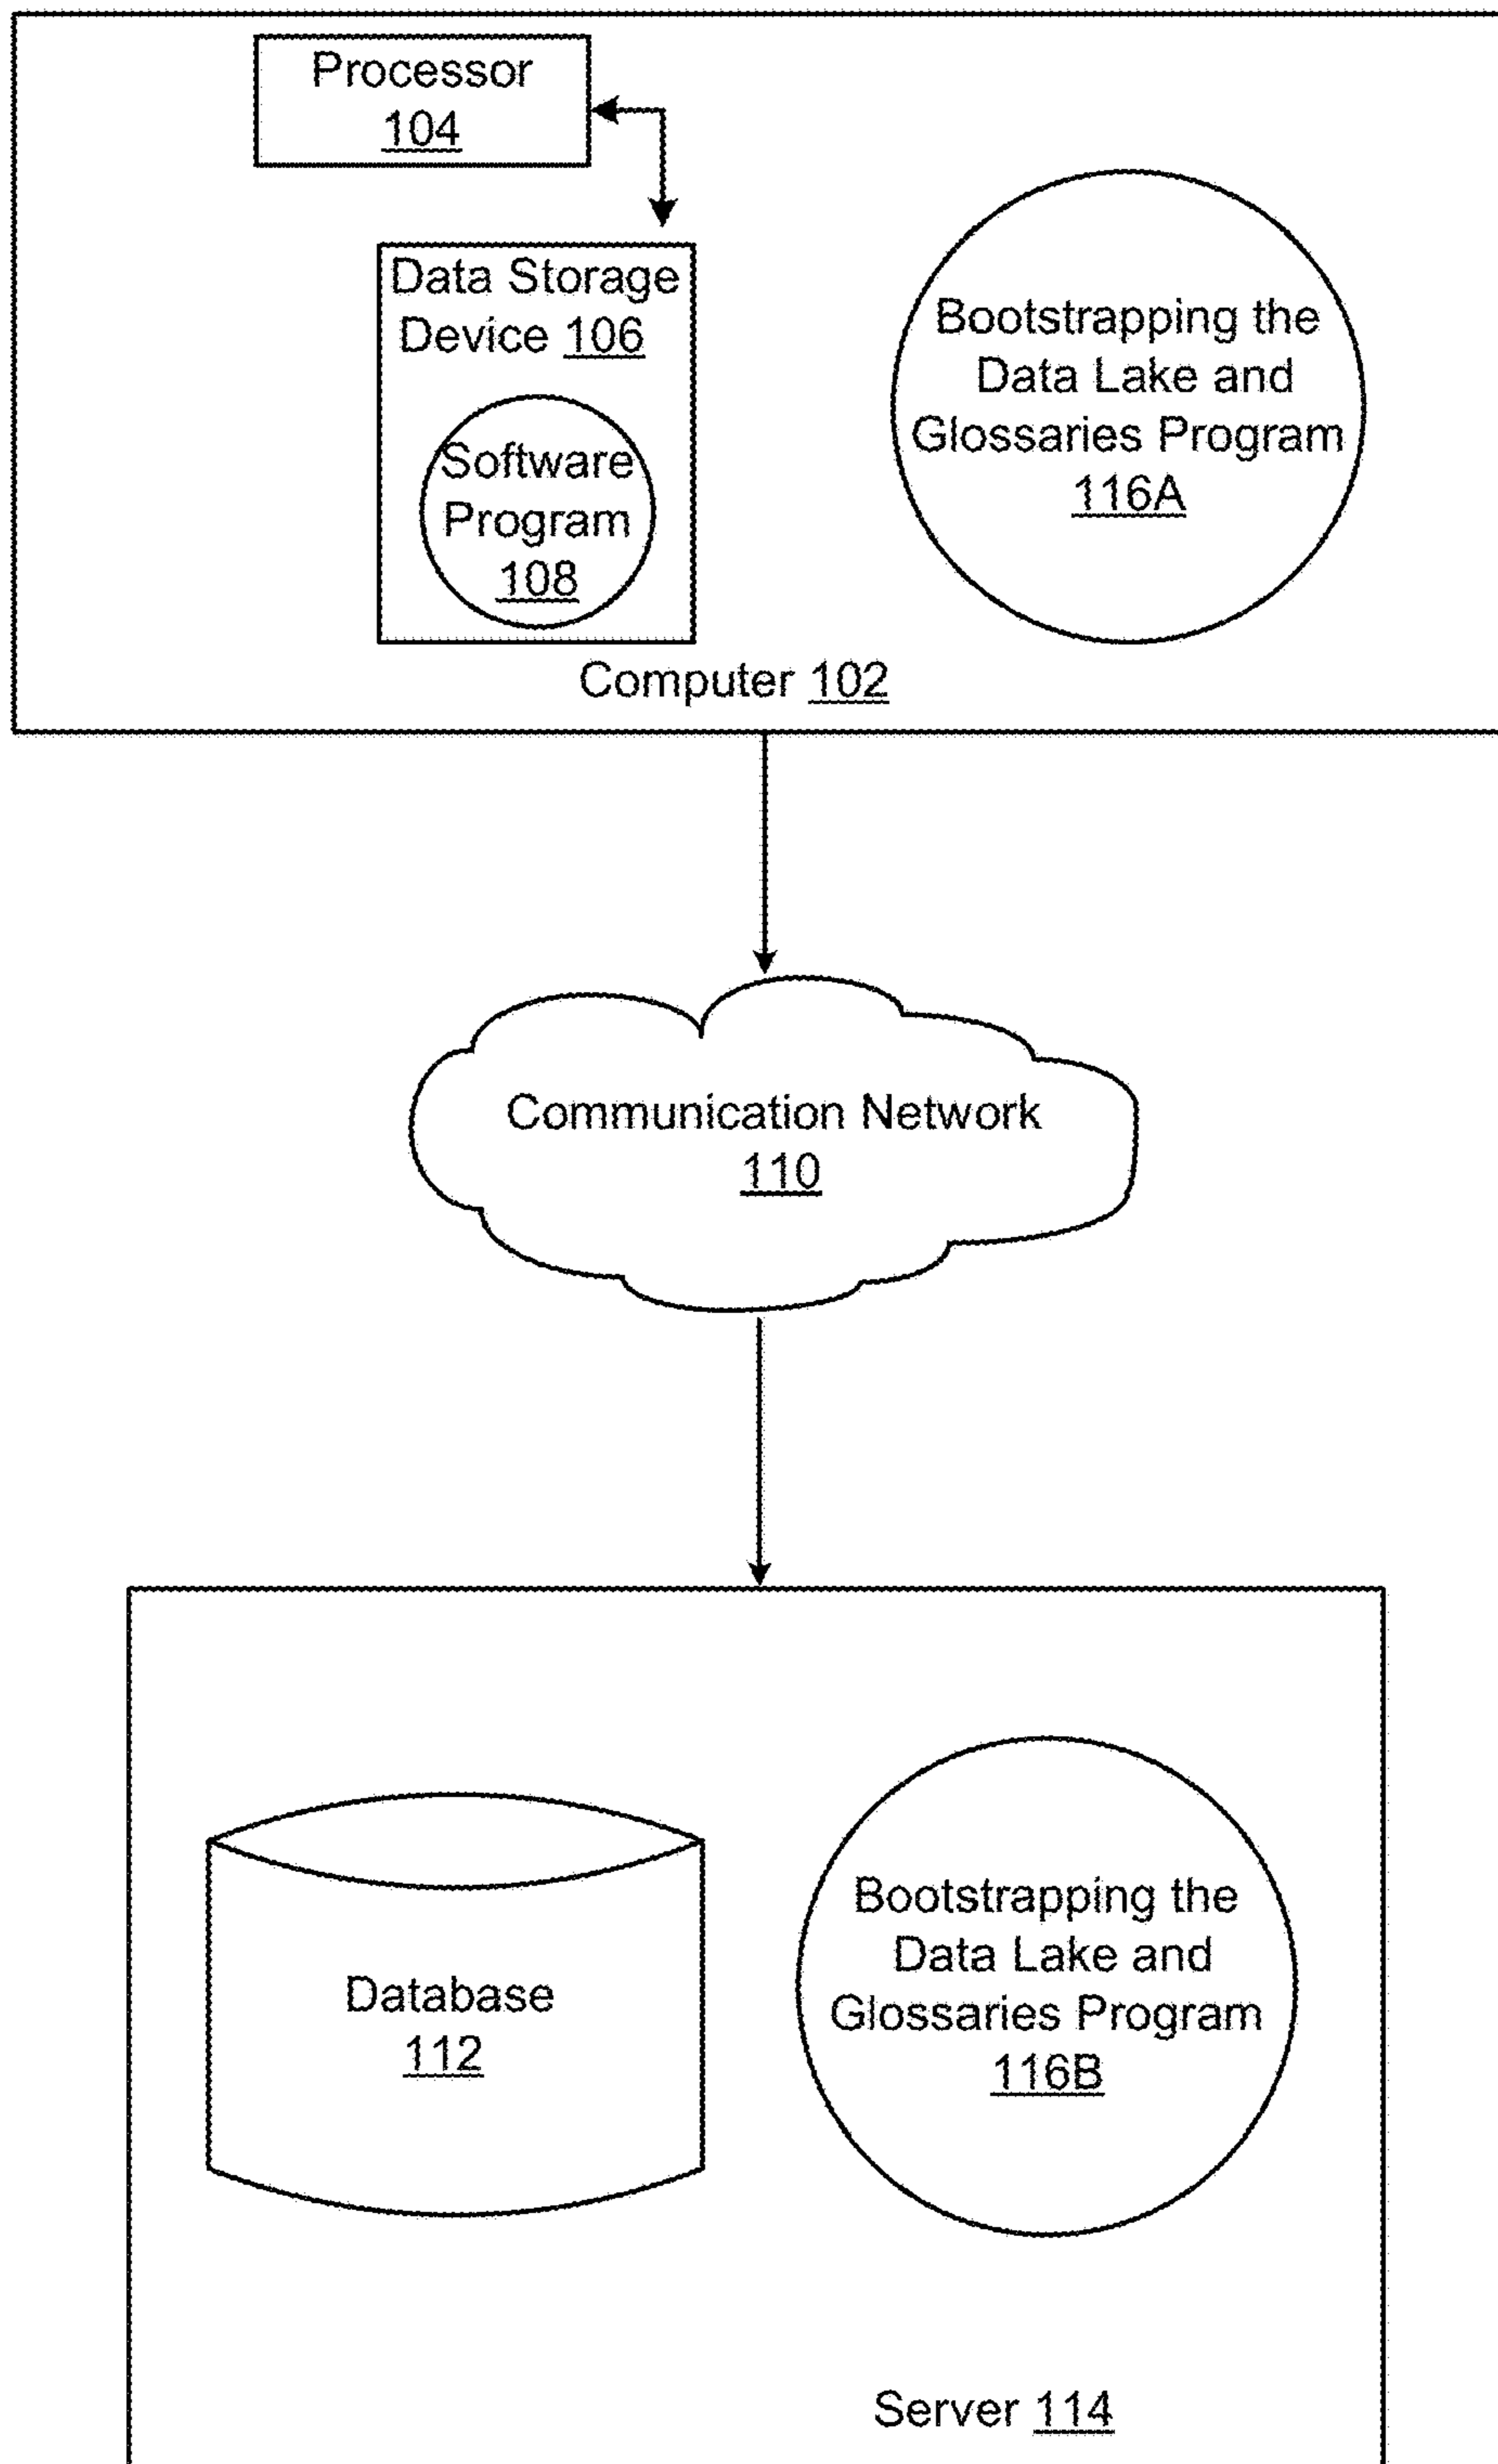 Processor
104
Data Storage
Device 106
Software
Program
108
Bootstrapping the
Data Lake and
Glossaries Program
116A
Computer 102
Communication Network
110
Database
112
Bootstrapping the
Data Lake and
Glossaries Program
116B
Server 114